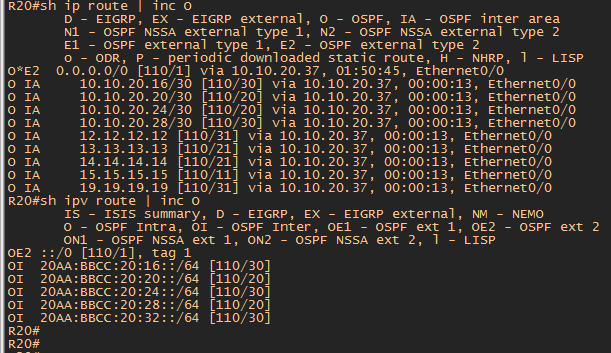 R20#sh ip route | inc O
D - EIGRP, EX - EIGRP external, O - OSPF, IA - OSPF inter area
N1 - OSPF NSSA external type 1, N2 - OSPF NSSA external type 2
E1 - OSPF external type 1, E2 - OSPF external type 2
o - ODR, P - periodic downloaded static route, H - NHRP, l - LISP
O*E2  0.0.0.0/0 [110/1] via 10.10.20.37, 01:50:45, Ethernet0/0
O IA     10.10.20.16/30 [110/30] via 10.10.20.37, 00:00:13, Ethernet0/0
O IA     10.10.20.20/30 [110/20] via 10.10.20.37, 00:00:13, Ethernet0/0
O IA     10.10.20.24/30 [110/20] via 10.10.20.37, 00:00:13, Ethernet0/0
O IA     10.10.20.28/30 [110/30] via 10.10.20.37, 00:00:13, Ethernet0/0
O IA     12.12.12.12 [110/31] via 10.10.20.37, 00:00:13, Ethernet0/0
O IA     13.13.13.13 [110/21] via 10.10.20.37, 00:00:13, Ethernet0/0
O IA     14.14.14.14 [110/21] via 10.10.20.37, 00:00:13, Ethernet0/0
O IA     15.15.15.15 [110/11] via 10.10.20.37, 00:00:13, Ethernet0/0
O IA     19.19.19.19 [110/31] via 10.10.20.37, 00:00:13, Ethernet0/0
R20#sh ipv route | inc O
IS - ISIS summary, D - EIGRP, EX - EIGRP external, NM - NEMO
O - OSPF Intra, OI - OSPF Inter, OE1 - OSPF ext 1, OE2 - OSPF ext 2
ON1 - OSPF NSSA ext 1, ON2 - OSPF NSSA ext 2, l - LISP
OE2 ::/0 [110/1], tag 1
OI  20AA:BBCC:20:16::/64 [110/30]
OI  20AA:BBCC:20:20::/64 [110/20]
OI  20AA:BBCC:20:24::/64 [110/30]
OI  20AA:BBCC:20:28::/64 [110/20]
OI  20AA:BBCC:20:32::/64 [110/30]
R20#
R20#
R20#